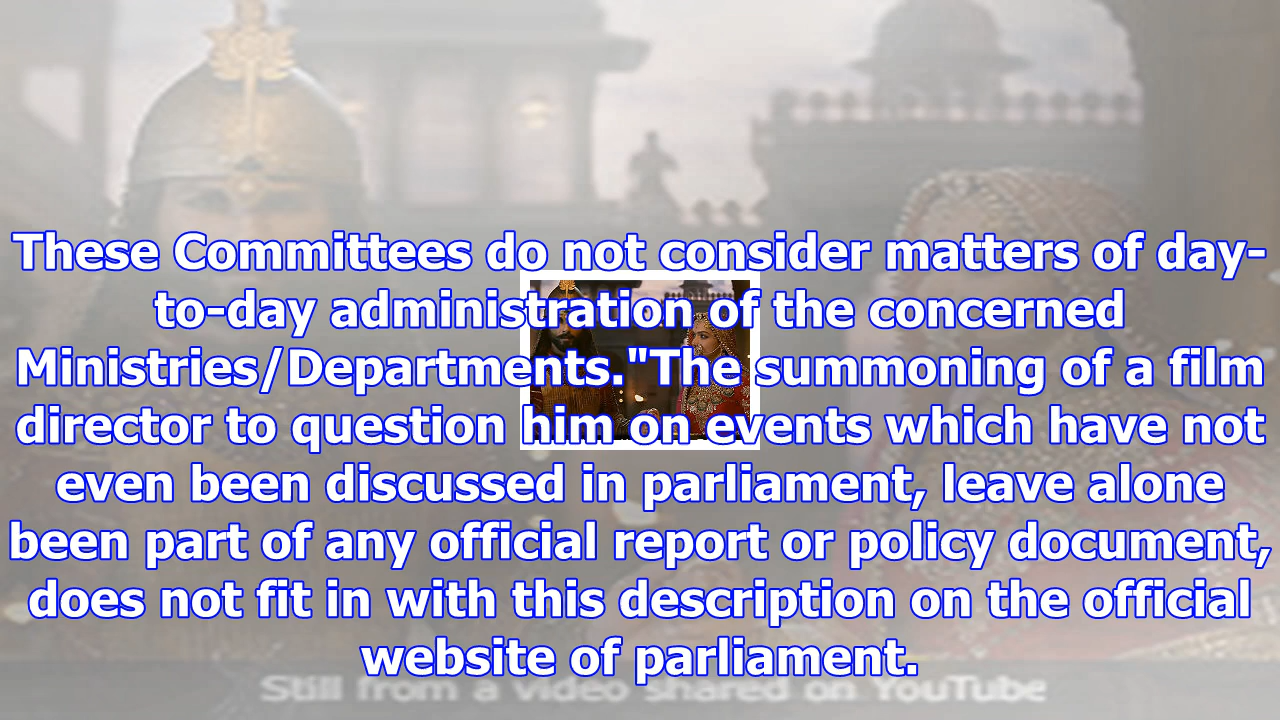 These Committees do not consider matters of day-
to-day administration of the concerned
Ministries/Departments."The summoning of a film
director to question him on events which have not
even been discussed in parliament, leave alone
been part of any official report or policy document,
does not fit in with this description on the official
website of parliament.
Still from a video shared on YouTube